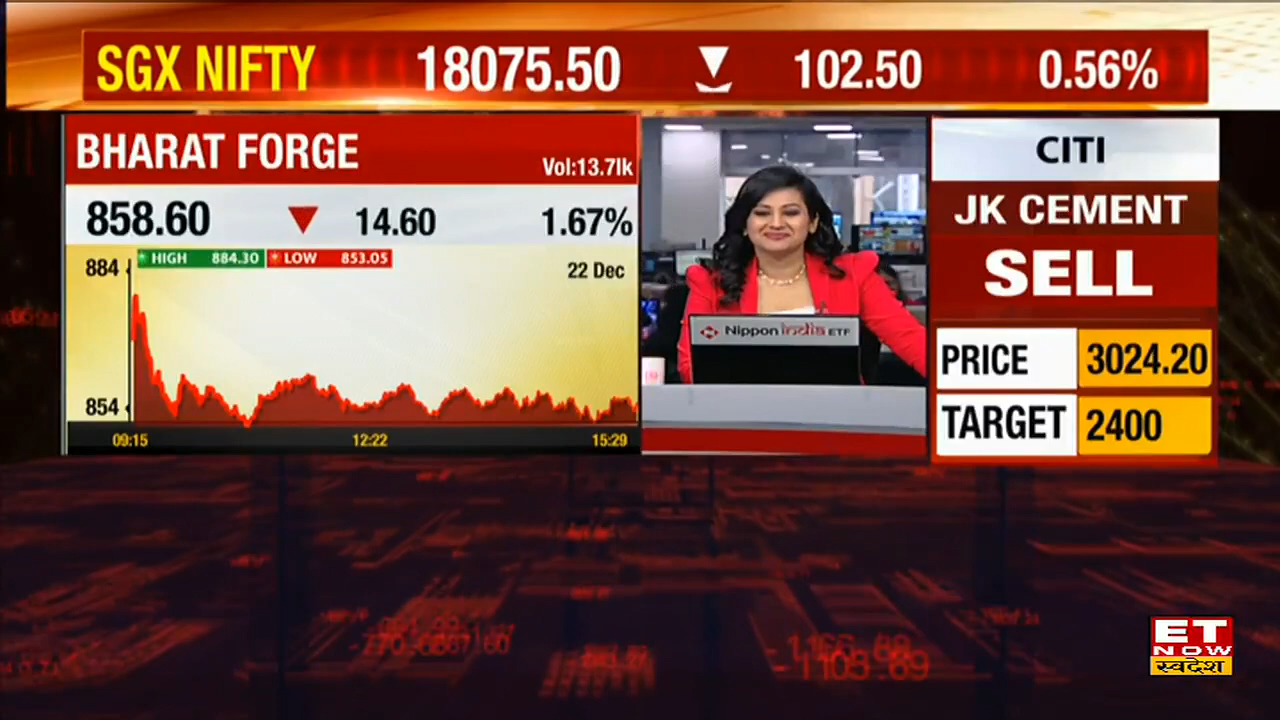 SGX NIFTY 18075.50 ▼ 102.50 0.56%
BHARAT FORGE Vol:13.7lk
858.60 ▼ 14.60 1.67%
HIGH 884.30 LOW 853.05
22 Dec
884
854
09:15 12:22 15:29
Nippon india ETF
CITI
JK CEMENT
SELL
PRICE 3024.20
TARGET 2400
ET
NOW
स्वदेश